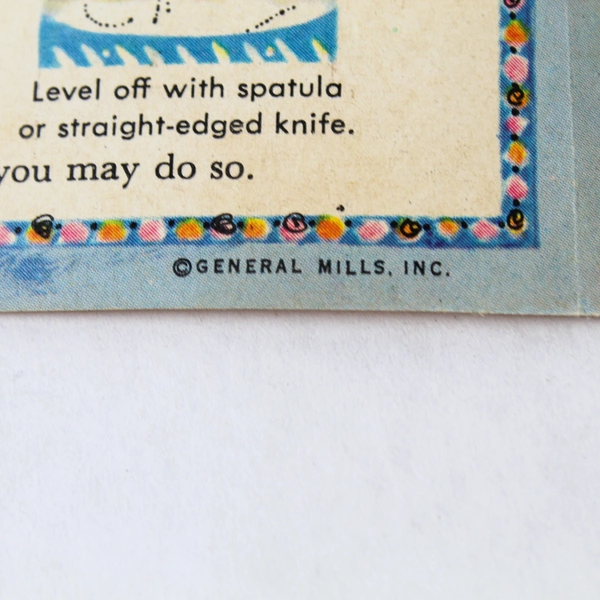 Level off with spatula
or straight-edged knife.
you may do so.
©GENERAL MILLS, INC.